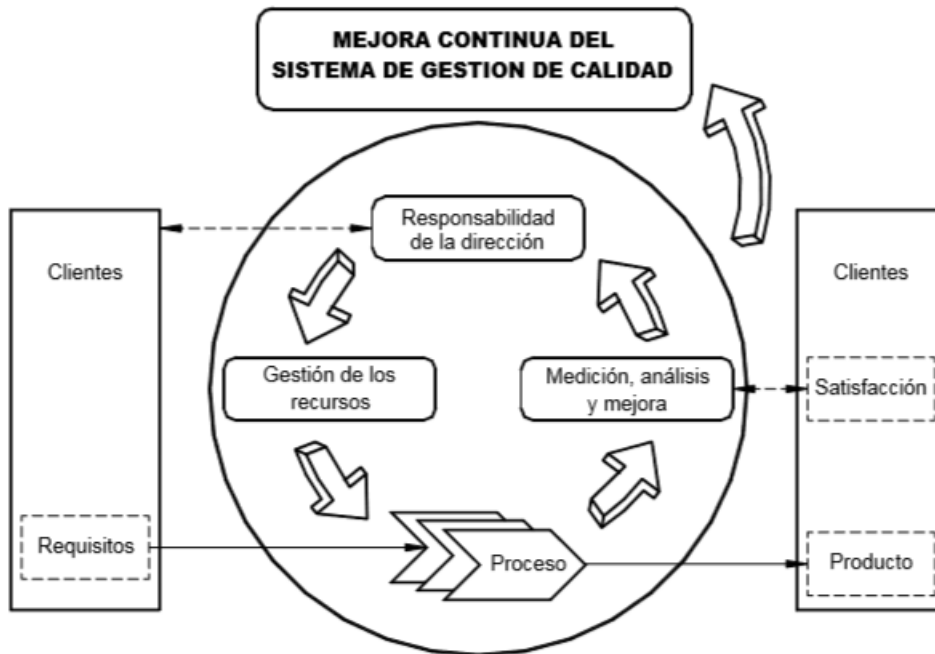 MEJORA CONTINUA DEL
SISTEMA DE GESTION DE CALIDAD
Responsabilidad
de la dirección
Clientes
Clientes
Gestión de los
recursos
Medición, análisis
y mejora
Satisfacción
Requisitos
Proceso
Producto